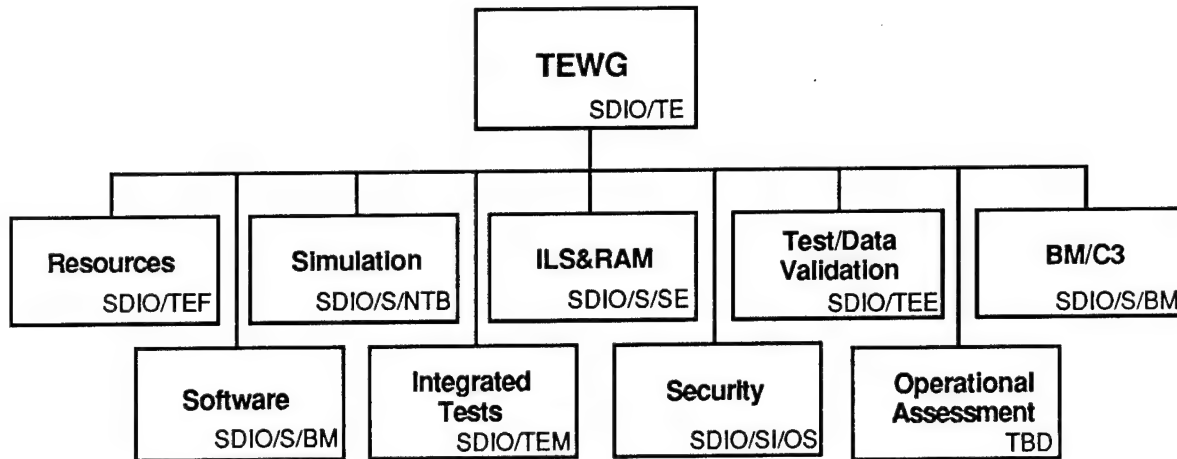 TEWG
SDIO/TE
Resources
SDIO/TEF
Simulation
SDIO/S/NTB
ILS&RAM
SDIO/S/SE
Test/Data
Validation
SDIO/TEE
BM/C3
SDIO/S/BM
Software
SDIO/S/BM
Integrated
Tests
SDIO/TEM
Security
SDIO/SI/OS
Operational
Assessment
TBD